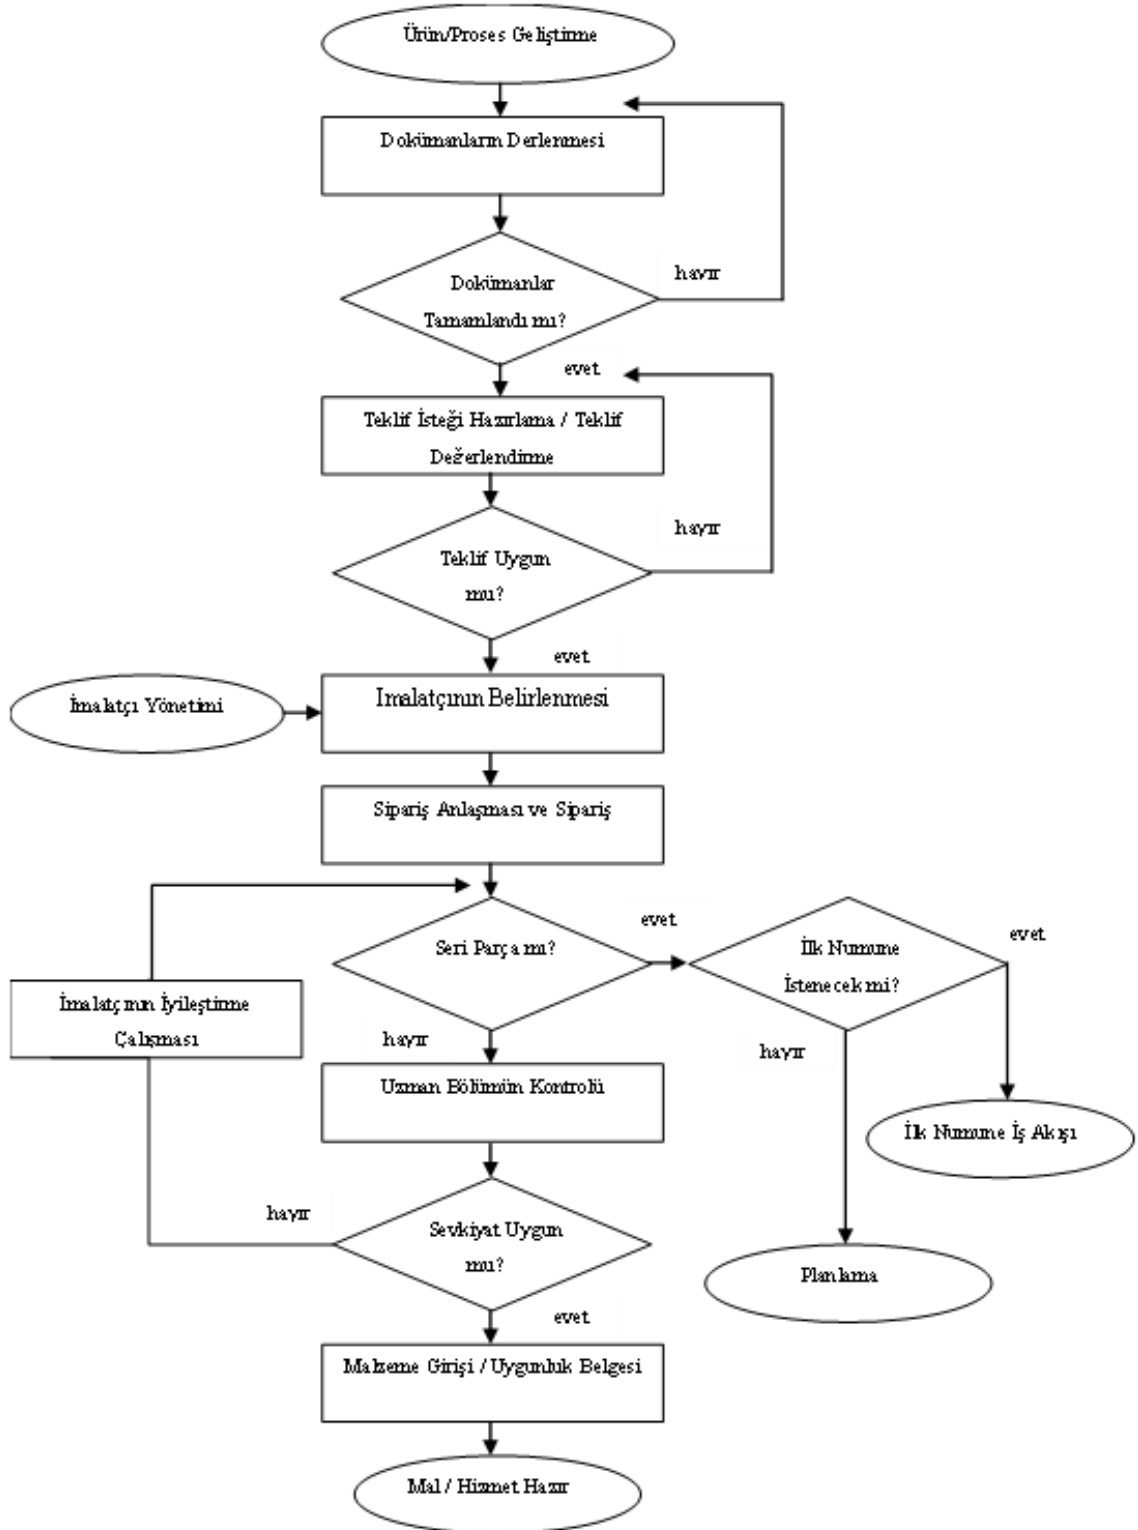 Ürün/Proses Geliştirme
Dokümanların Derlenmesi
hayır
Dokümanlar
Tamamlandı mı?
evet
Teklif İsteği Hazırlama / Teklif
Değerlendirme
hayır
Teklif Uygun
mu?
evet
İmalatçı Yönetimi
Imalatçının Belirlenmesi
Sipariş Anlaşması ve Sipariş
evet
evet
Seri Parça mı?
İlk Numune
İstenecek mi?
İmalatçının İyileştirme
Çalışması
hayır
hayır
Uzman Bölümün Kontrolü
İlk Numune İş Akışı
hayır
Sevkiyat Uygun
mu?
Planlama
evet
Malzeme Girişi / Uygunluk Belgesi
Mal / Hizmet Hazır